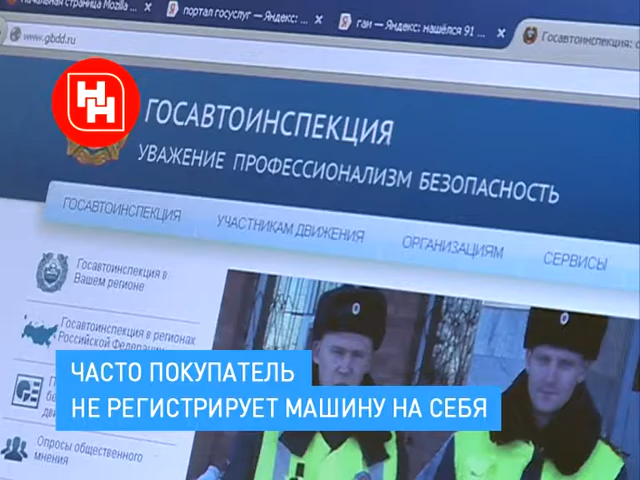 Начальная страница Mozilla ...
портал госуслуг — Яндекс: ...
гаи — Яндекс: нашёлся 91 ...
Госавтоинспекция:
www.gbdd.ru
НН
ГОСАВТОИНСПЕКЦИЯ
УВАЖЕНИЕ ПРОФЕССИОНАЛИЗМ БЕЗОПАСНОСТЬ
ГОСАВТОИНСПЕКЦИЯ
УЧАСТНИКАМ ДВИЖЕНИЯ
ОРГАНИЗАЦИЯМ
СЕРВИСЫ
Госавтоинспекция в
Вашем регионе
Госавтоинспекция в регионах
Российской Федерации
ЧАСТО ПОКУПАТЕЛЬ
НЕ РЕГИСТРИРУЕТ МАШИНУ НА СЕБЯ
Опросы общественного
мнения